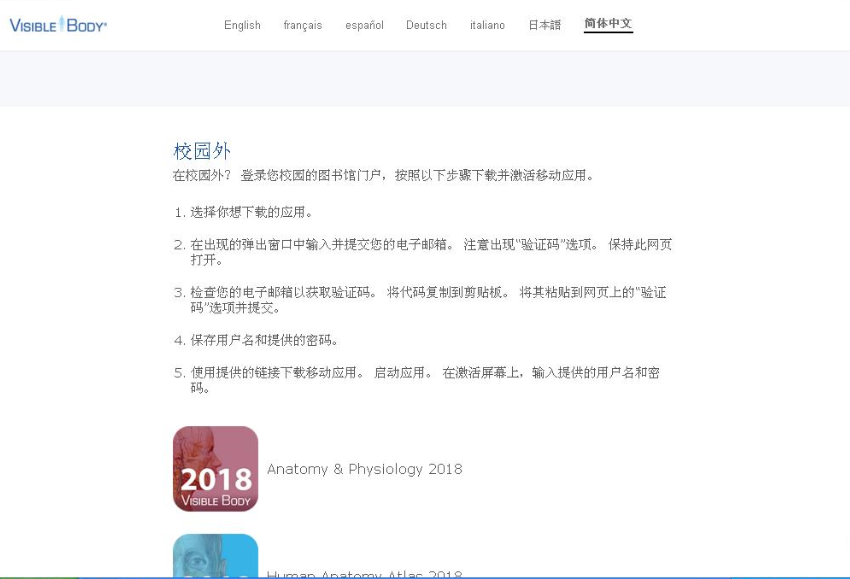 VISIBLE BODY®
English français español Deutsch italiano 日本語 简体中文
校园外
在校园外? 登录您校园的图书馆门户，按照以下步骤下载并激活移动应用。
1. 选择你想下载的应用。
2. 在出现的弹出窗口中输入并提交您的电子邮箱。 注意出现“验证码”选项。 保持此网页
打开。
3. 检查您的电子邮箱以获取验证码。 将代码复制到剪贴板。 将其粘贴到网页上的“验证
码”选项并提交。
4. 保存用户名和提供的密码。
5. 使用提供的链接下载移动应用。 启动应用。 在激活屏幕上，输入提供的用户名和密
码。
2018
VISIBLE BODY
Anatomy & Physiology 2018
Human Anatomy Atlas 2018